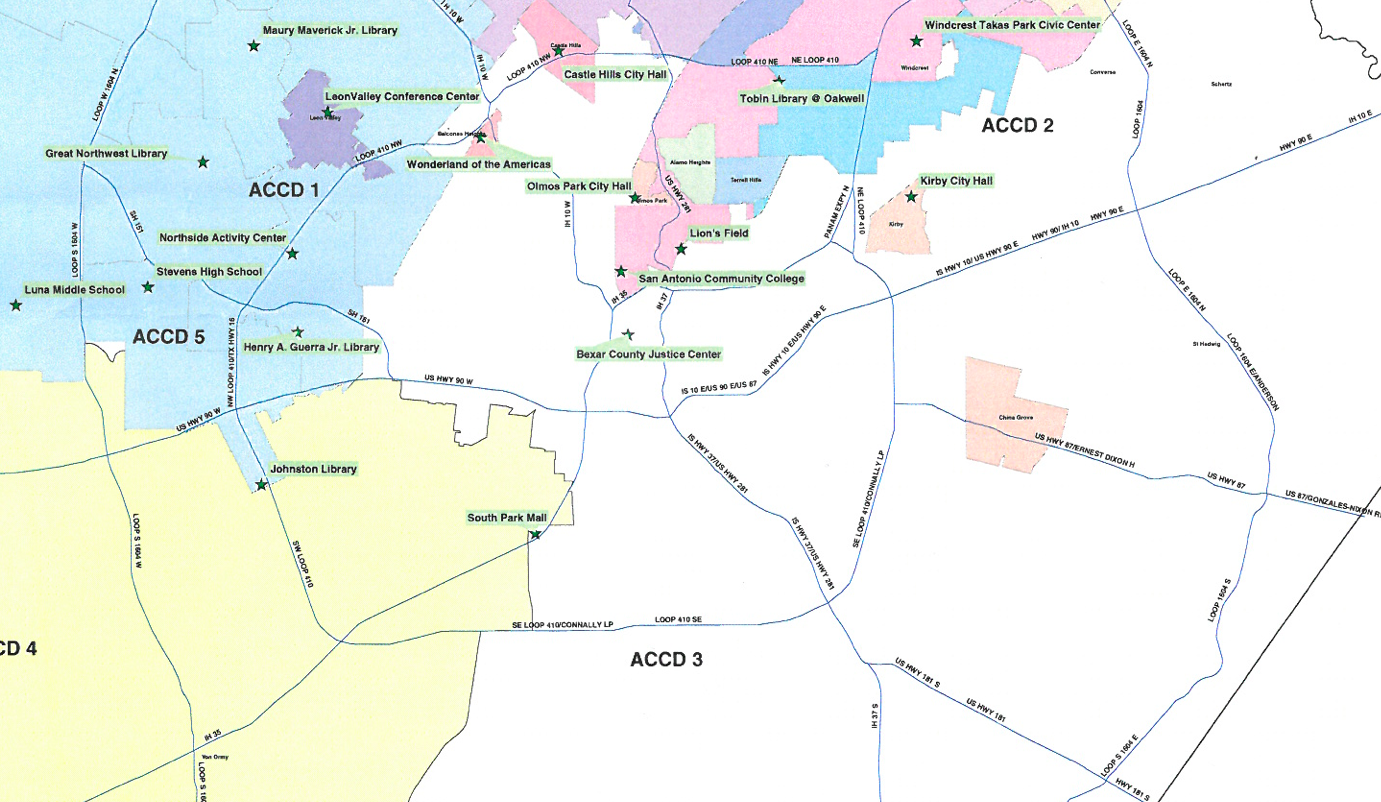 IH 10 W
LOOP E 1604 N
Maury Maverick Jr. Library
Windcrest Takas Park Civic Center
Castle Hills
IH 10 W
LOOP 410 NW
LOOP 410 NE
NE LOOP 410
Windcrest
Converse
Schertz
Castle Hills City Hall
LOOP W 1604 N
LeonValley Conference Center
Tobin Library @ Oakwell
Leon Valley
LOOP 1604
IH 10 E
ACCD 2
Balcones Heights
HWY 90 E
LOOP 410 NW
Great Northwest Library
Wonderland of the Americas
Alamo Heights
Terrell Hills
Kirby City Hall
ACCD 1
Olmos Park City Hall
US HWY 281
Olmos Park
IH 10 W
PANAM EXPY N
NE LOOP 410
Kirby
HWY 90 E
HWY 90/ IH 10
SH 151
Northside Activity Center
Lion's Field
LOOP S 1604 W
IS HWY 10/ US HWY 90 E
Stevens High School
San Antonio Community College
Luna Middle School
IH 35
IH 37
LOOP E 1604 N
ACCD 5
SH 151
Henry A. Guerra Jr. Library
Bexar County Justice Center
IS HWY 10 E/US HWY 90 E
St Hedwig
NW LOOP 410/TX HWY 16
LOOP 1604 E/ANDERSON
US HWY 90 W
IS 10 E/US 90 E/US 87
US HWY 90 W
China Grove
US HWY 87/ERNEST DIXON H
IS HWY 37/US HWY 281
Johnston Library
US HWY 87
US 87/GONZALES-NIXON R
SE LOOP 410/CONNALLY LP
South Park Mall
LOOP S 1604 W
IS HWY 37/US HWY 281
SW LOOP 410
LOOP 1604 S
SE LOOP 410/CONNALLY LP
LOOP 410 SE
CD 4
ACCD 3
US HWY 181 S
US HWY 181
IH 37 S
IH 35
Von Ormy
LOOP S 1604 E
LOOP S 160
HWY 181 S